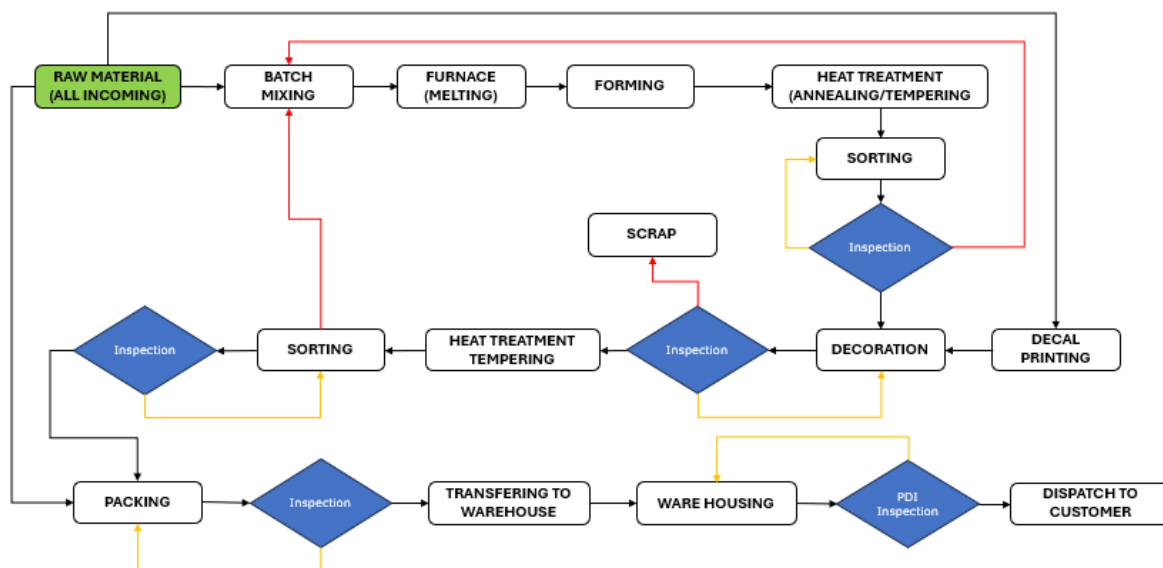 RAW MATERIAL
(ALL INCOMING)
BATCH
MIXING
FURNACE
(MELTING)
FORMING
HEAT TREATMENT
(ANNEALING/TEMPERING
SORTING
Inspection
SCRAP
Inspection
SORTING
HEAT TREATMENT
TEMPERING
Inspection
DECORATION
DECAL
PRINTING
PACKING
Inspection
TRANSFERING TO
WAREHOUSE
WARE HOUSING
PDI
Inspection
DISPATCH TO
CUSTOMER